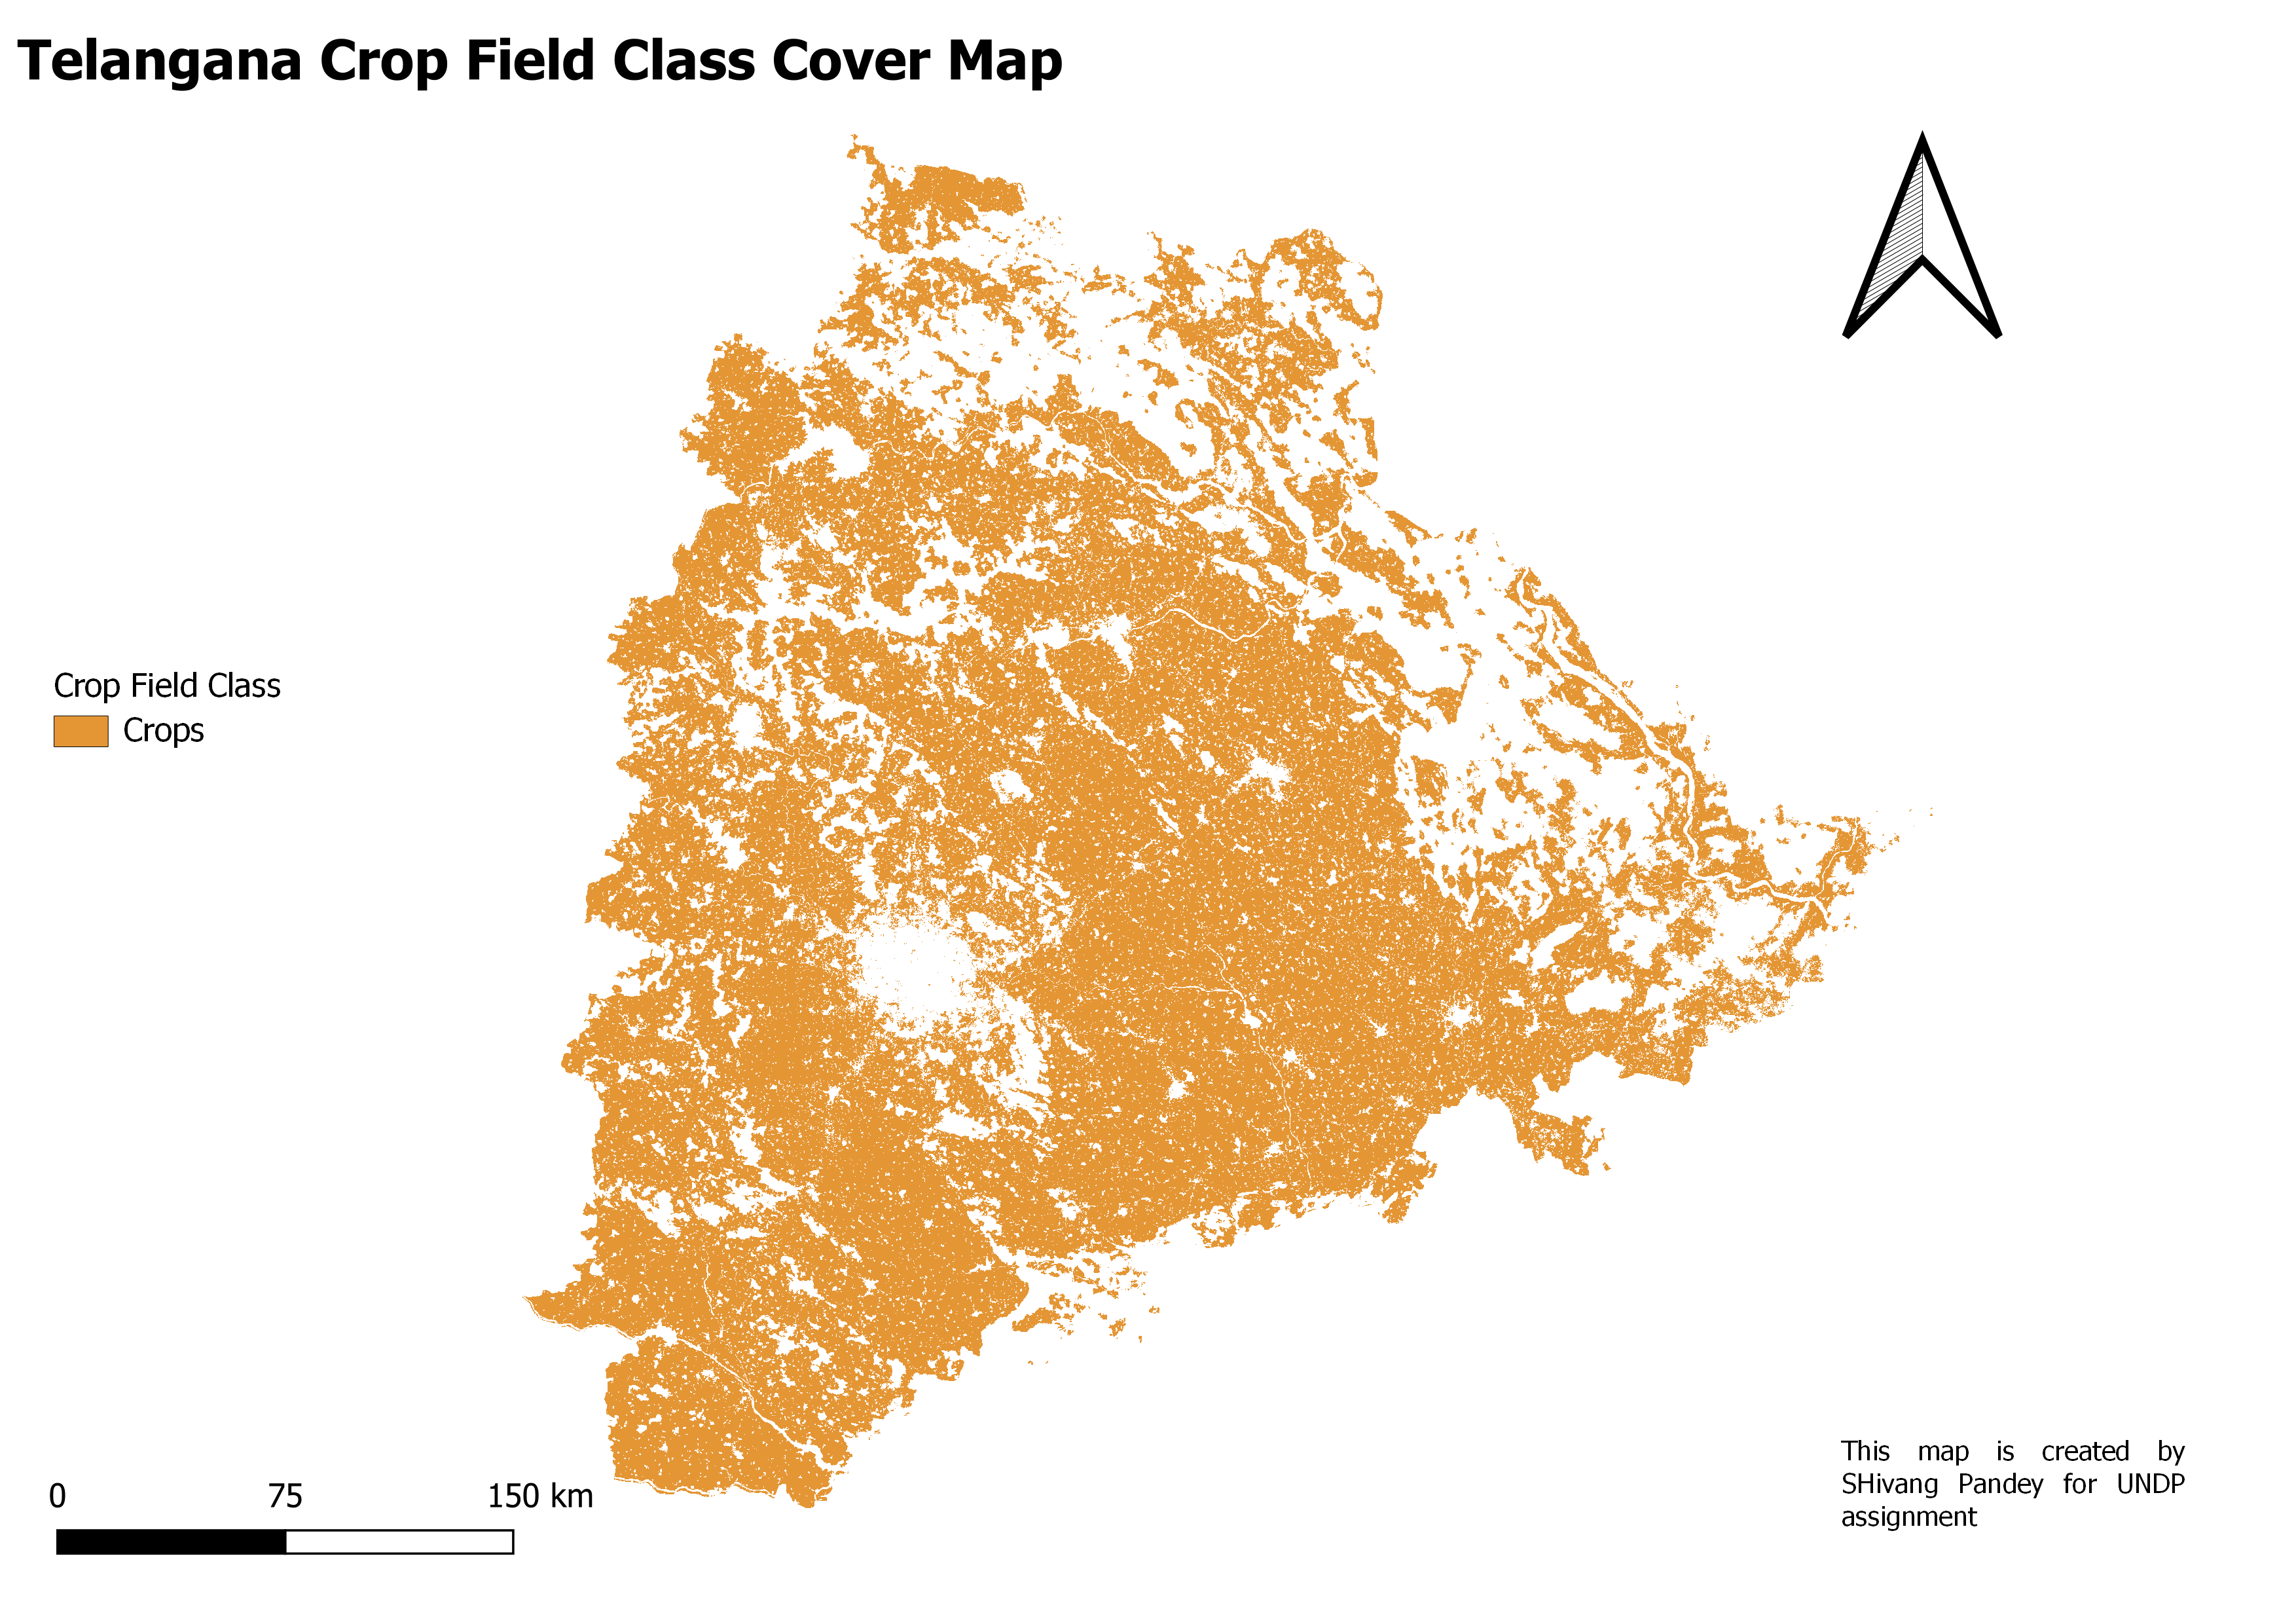 Telangana Crop Field Class Cover Map
Crop Field Class
Crops
0 75 150 km
This map is created by
SHivang Pandey for UNDP
assignment